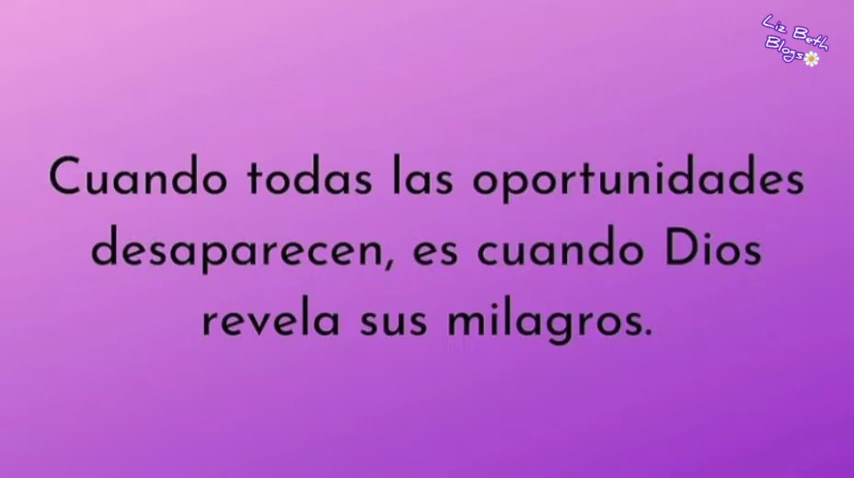 Liz Beth
Blogs
Cuando todas las oportunidades
desaparecen, es cuando Dios
revela sus milagros.